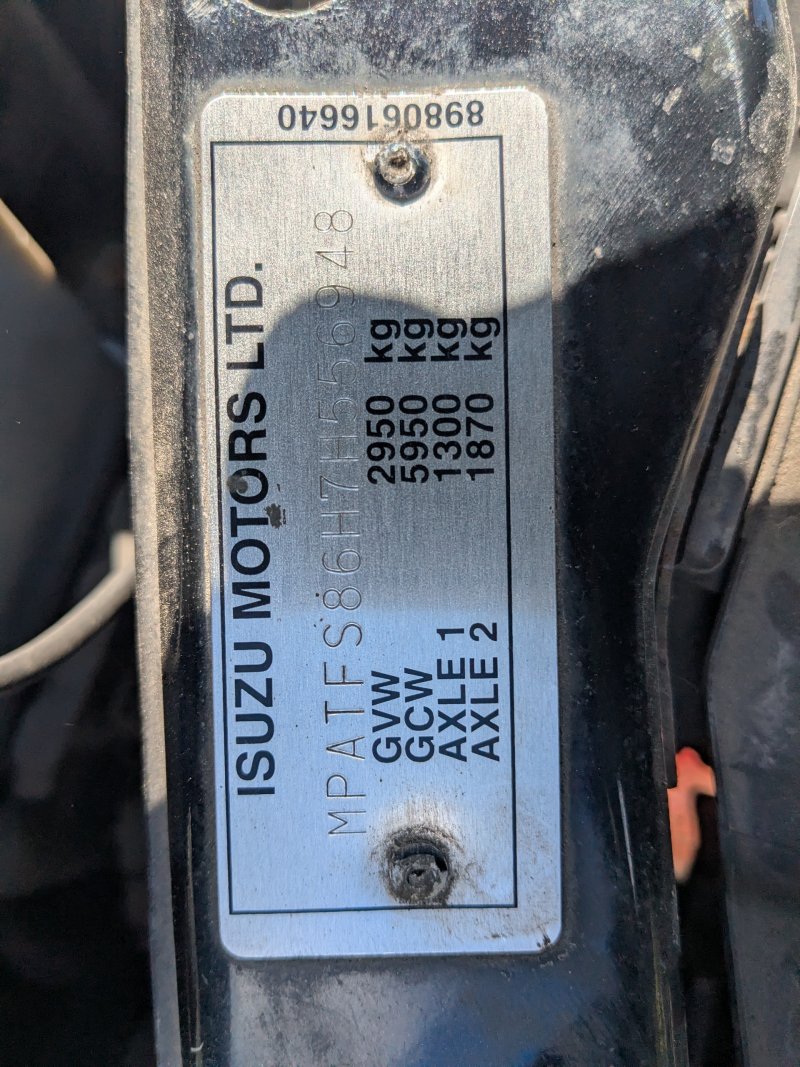 ISUZU MOTORS LTD.
MPATFS86H7H556948
GVW 2950 kg
GCW 5950 kg
AXLE 1 1300 kg
AXLE 2 1870 kg
8980616640